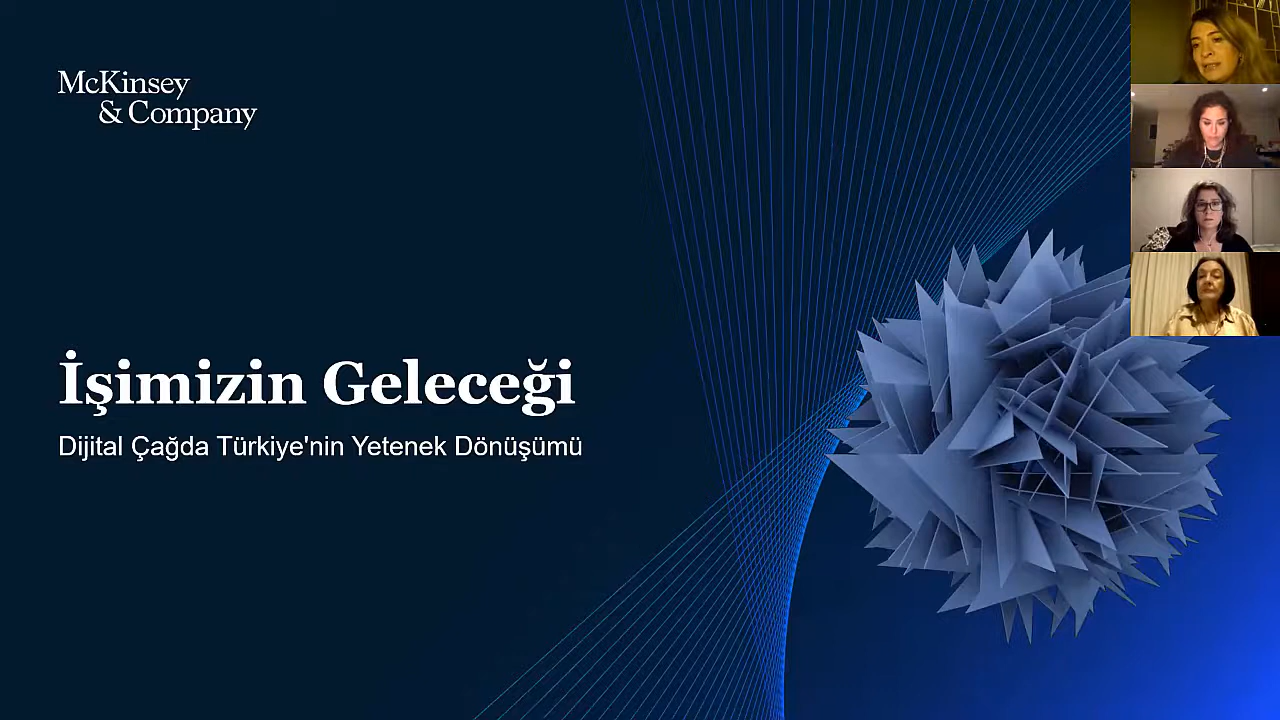 McKinsey
& Company
İşimizin Geleceği
Dijital Çağda Türkiye'nin Yetenek Dönüşümü